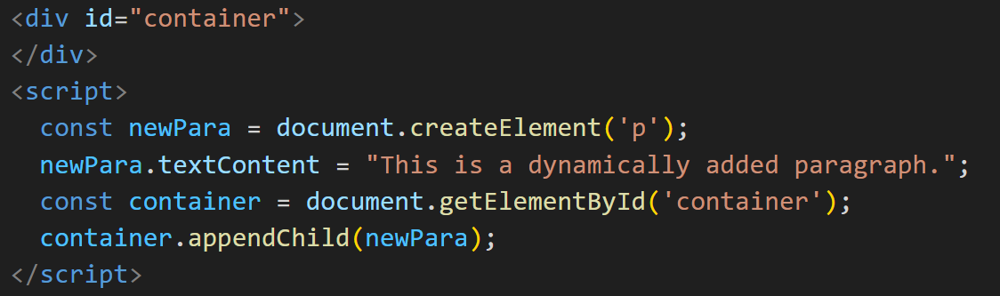 <div id="container">
</div>
<script>
  const newPara = document.createElement('p');
  newPara.textContent = "This is a dynamically added paragraph.";
  const container = document.getElementById('container');
  container.appendChild(newPara);
</script>